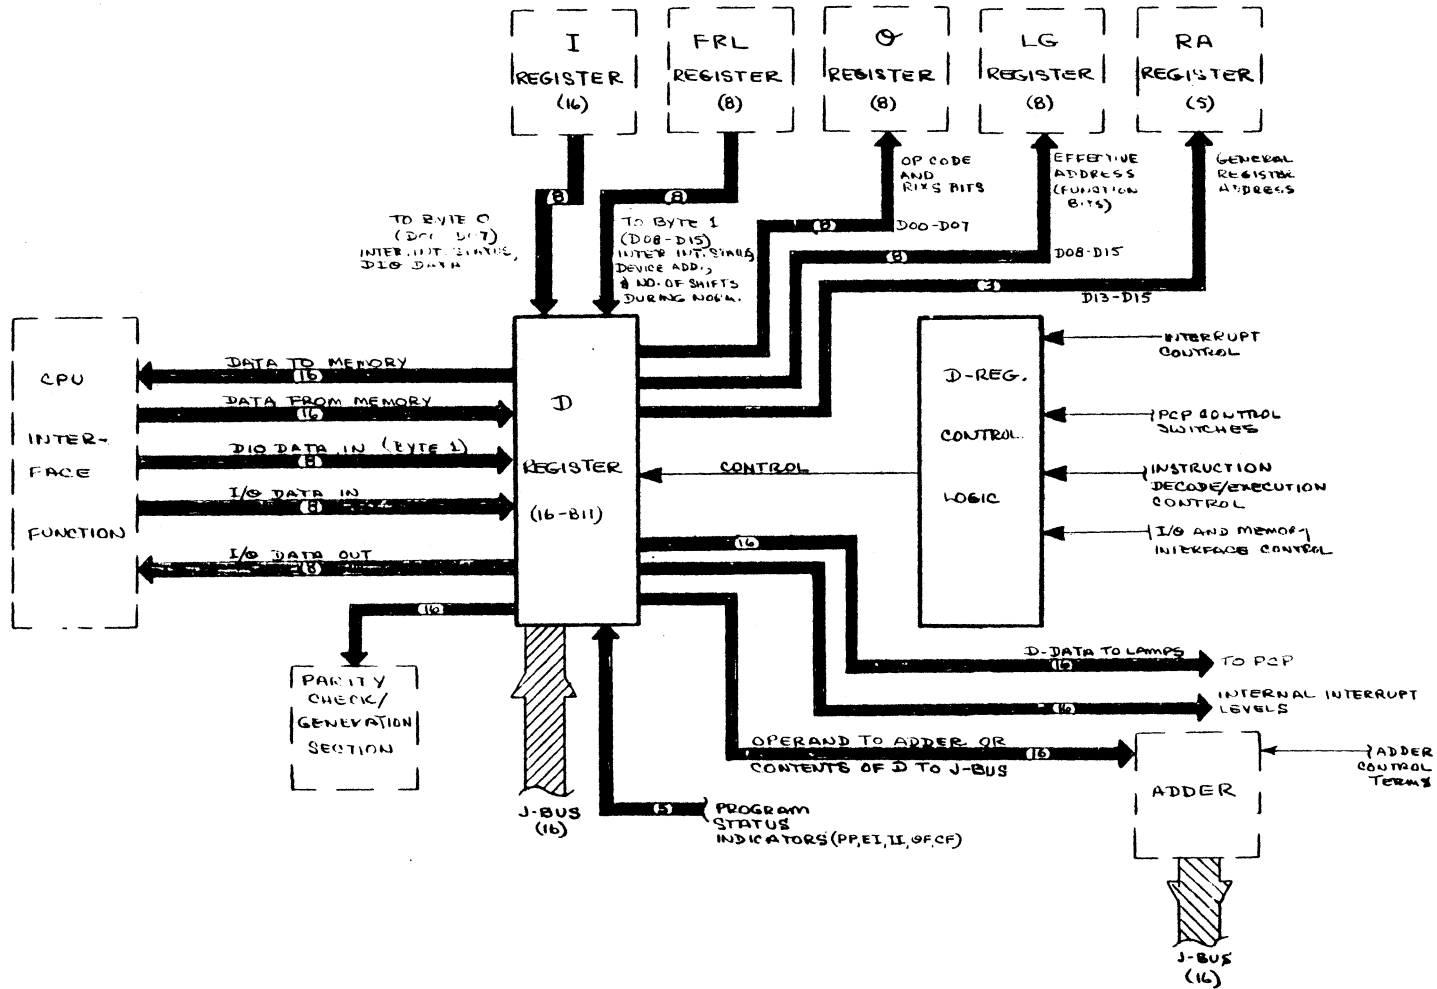 I
REGISTER
(16)
FRL
REGISTER
(8)
O
REGISTER
(8)
LG
REGISTER
(8)
RA
REGISTER
(5)
8
TO BYTE 0
INTER. INT. STATUS,
DIO DATA
8
TO BYTE 1
(D08-D15)
INTER INT. STATUS,
DEVICE ADD.,
& NO. OF SHIFTS
DURING NORM.
OP CODE
AND
RIXS BITS
8
D00-D07
EFFECTIVE
ADDRESS
(FUNCTION
BITS)
8
D08-D15
GENERAL
REGISTER
ADDRESS
3
D13-D15
CPU
INTER-
FACE
FUNCTION
DATA TO MEMORY
16
DATA FROM MEMORY
16
DIO DATA IN (BYTE 1)
8
I/O DATA IN
8
I/O DATA OUT
8
D
REGISTER
(16-BIT)
CONTROL
D-REG.
CONTROL
LOGIC
INTERRUPT
CONTROL
PCP CONTROL
SWITCHES
INSTRUCTION
DECODE/EXECUTION
CONTROL
I/O AND MEMORY
INTERFACE CONTROL
16
16
PARITY
CHECK/
GENERATION
SECTION
D-DATA TO LAMPS
16
TO PCP
16
INTERNAL INTERRUPT
LEVELS
OPERAND TO ADDER OR
16
CONTENTS OF D TO J-BUS
ADDER
ADDER
CONTROL
TERMS
J-BUS
(16)
5
PROGRAM
STATUS
INDICATORS (PP, EI, II, OF, CF)
J-BUS
(16)